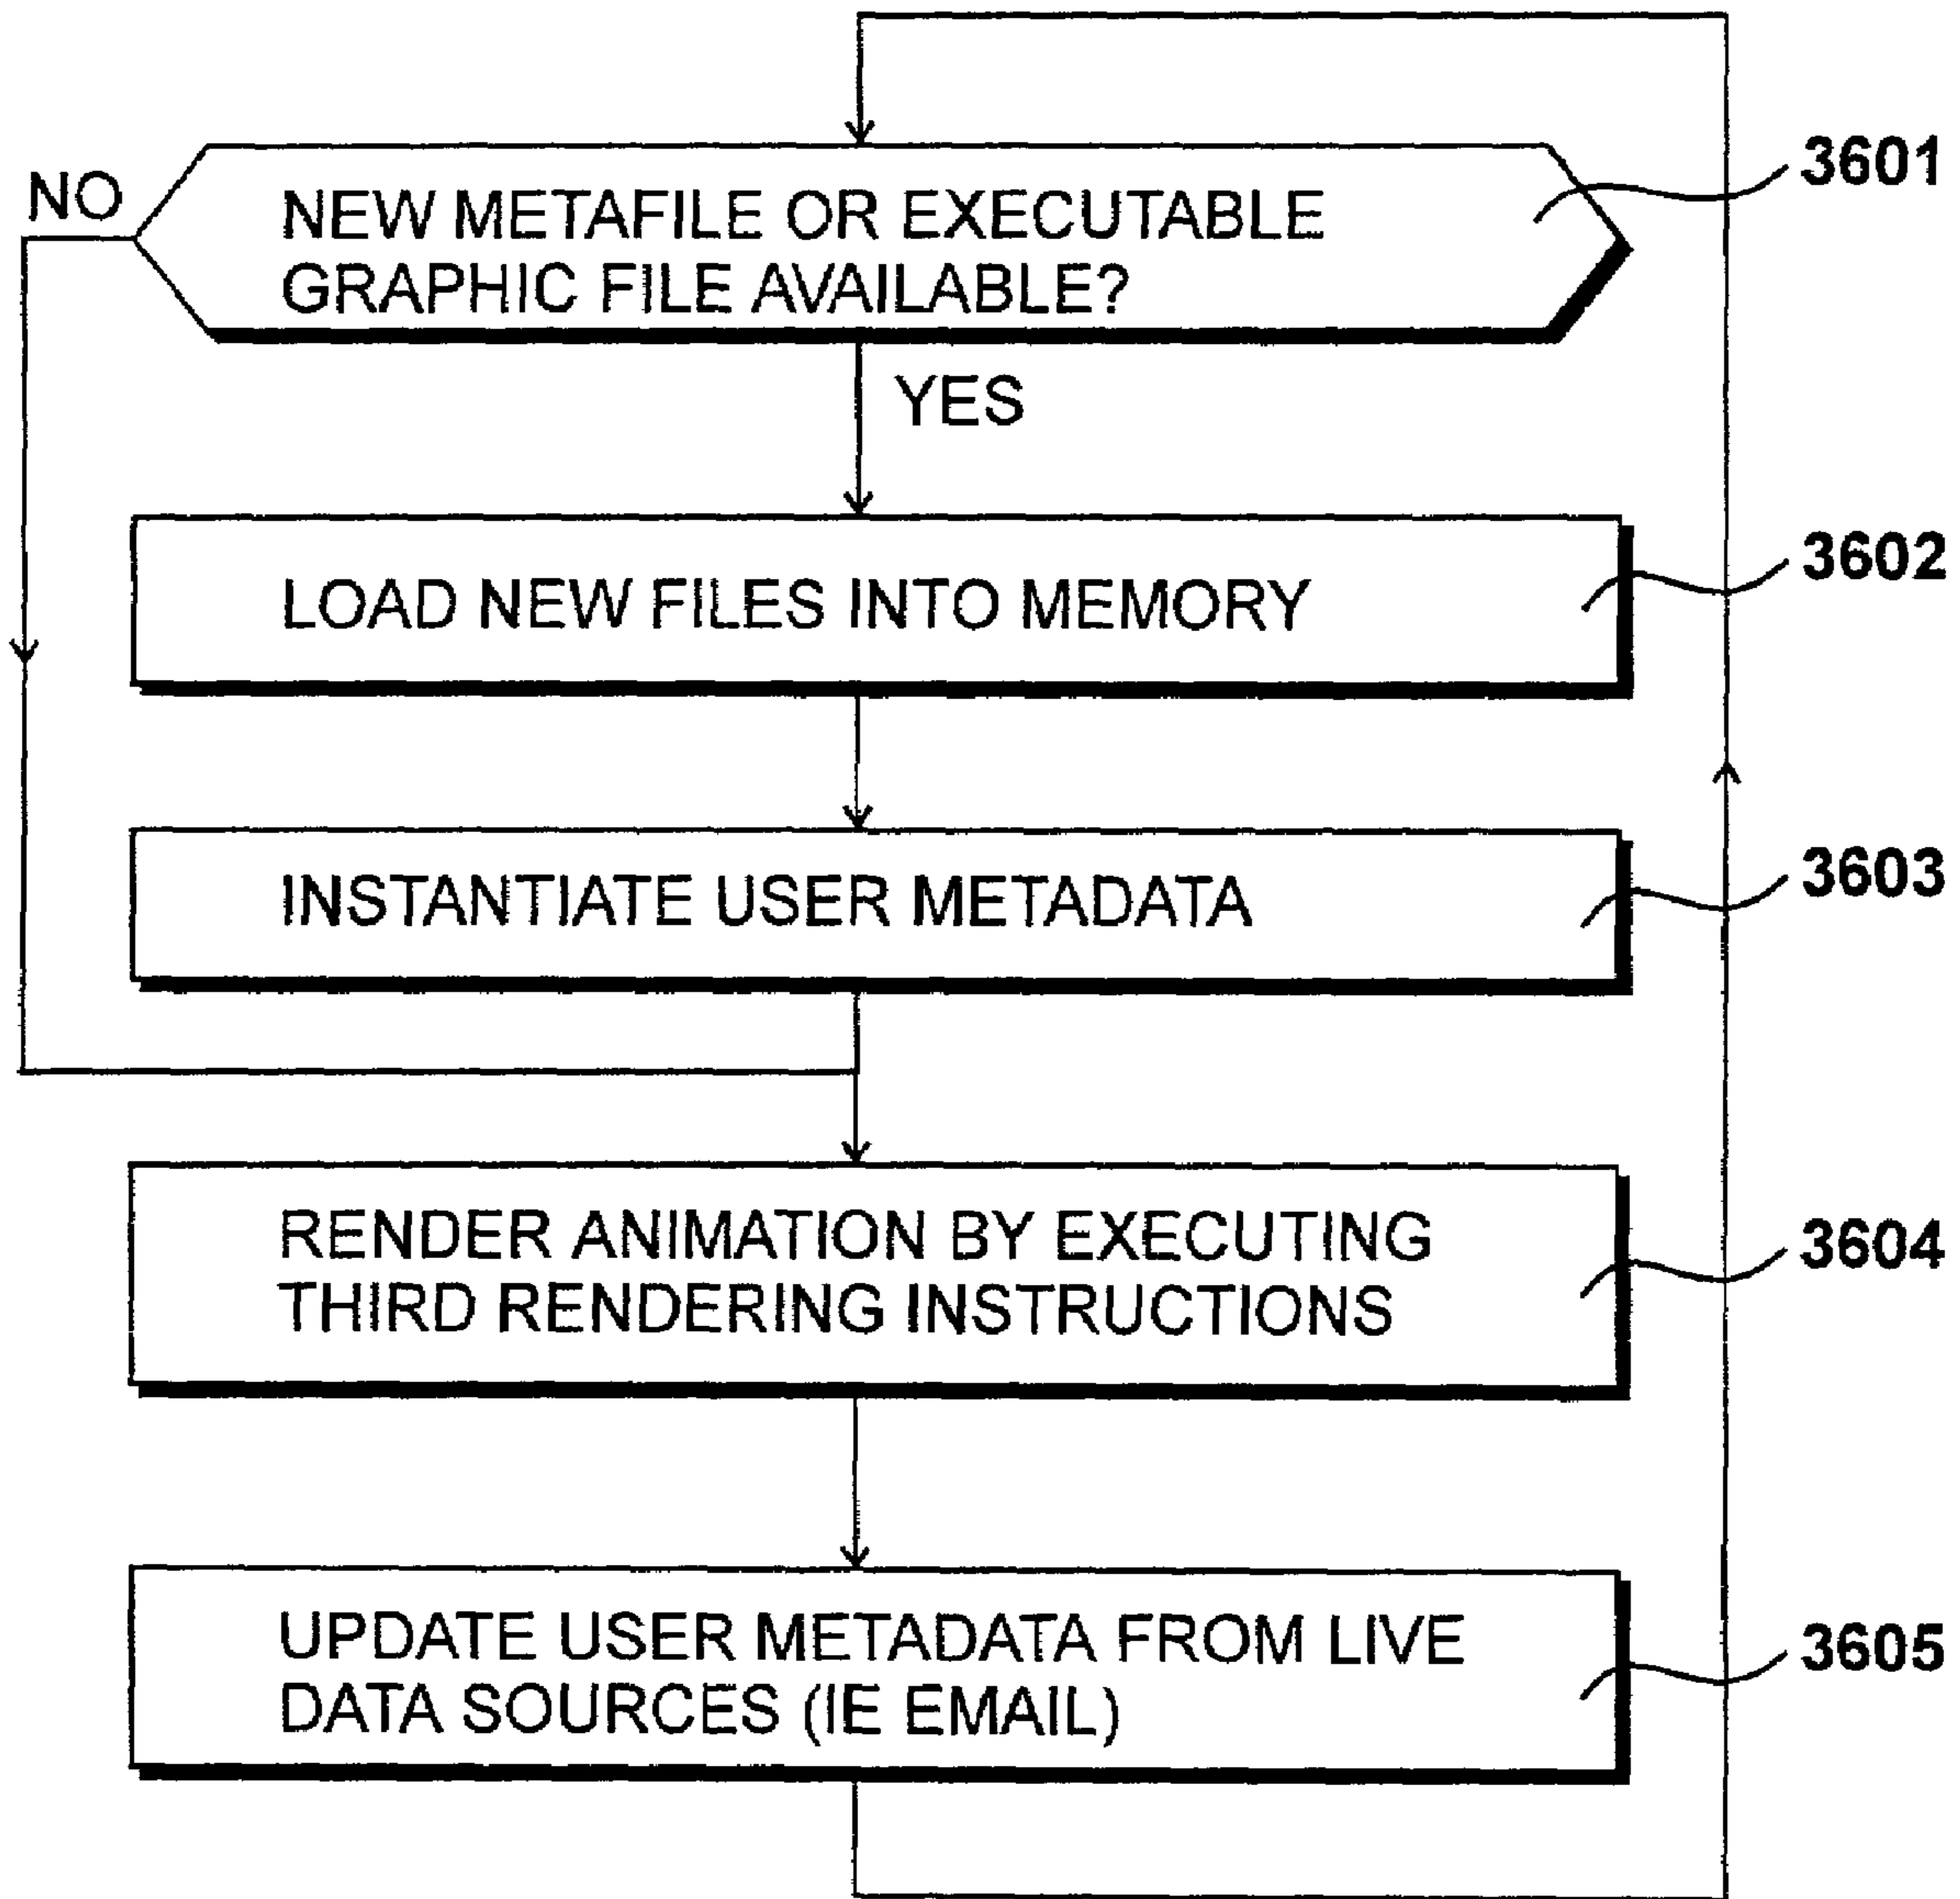 3601
NO
NEW METAFILE OR EXECUTABLE
GRAPHIC FILE AVAILABLE?
YES
3602
LOAD NEW FILES INTO MEMORY
3603
INSTANTIATE USER METADATA
3604
RENDER ANIMATION BY EXECUTING
THIRD RENDERING INSTRUCTIONS
3605
UPDATE USER METADATA FROM LIVE
DATA SOURCES (IE EMAIL)